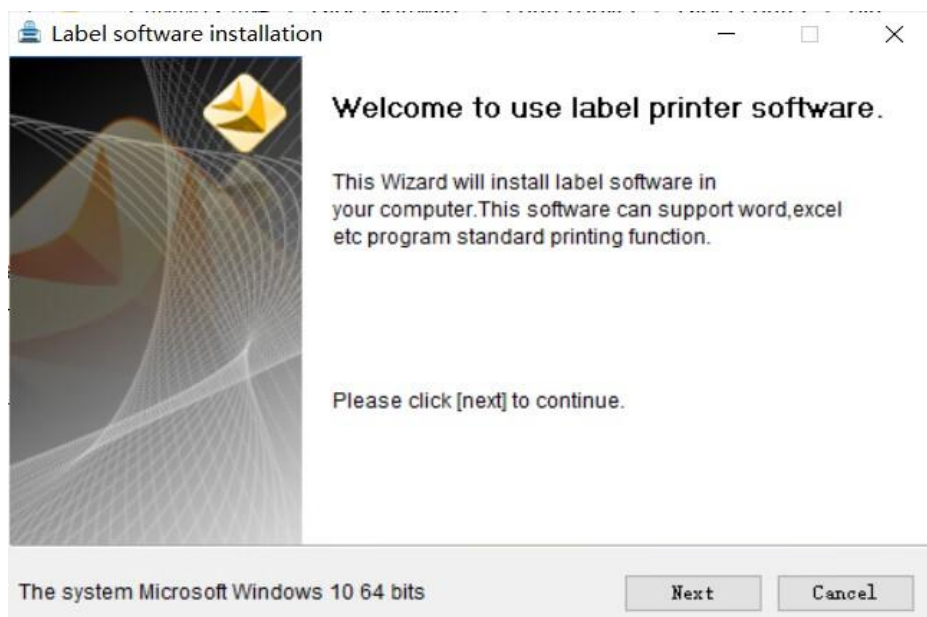 Label software installation
Welcome to use label printer software.
This Wizard will install label software in
your computer.This software can support word,excel
etc program standard printing function.
Please click [next] to continue.
The system Microsoft Windows 10 64 bits
Next
Cancel